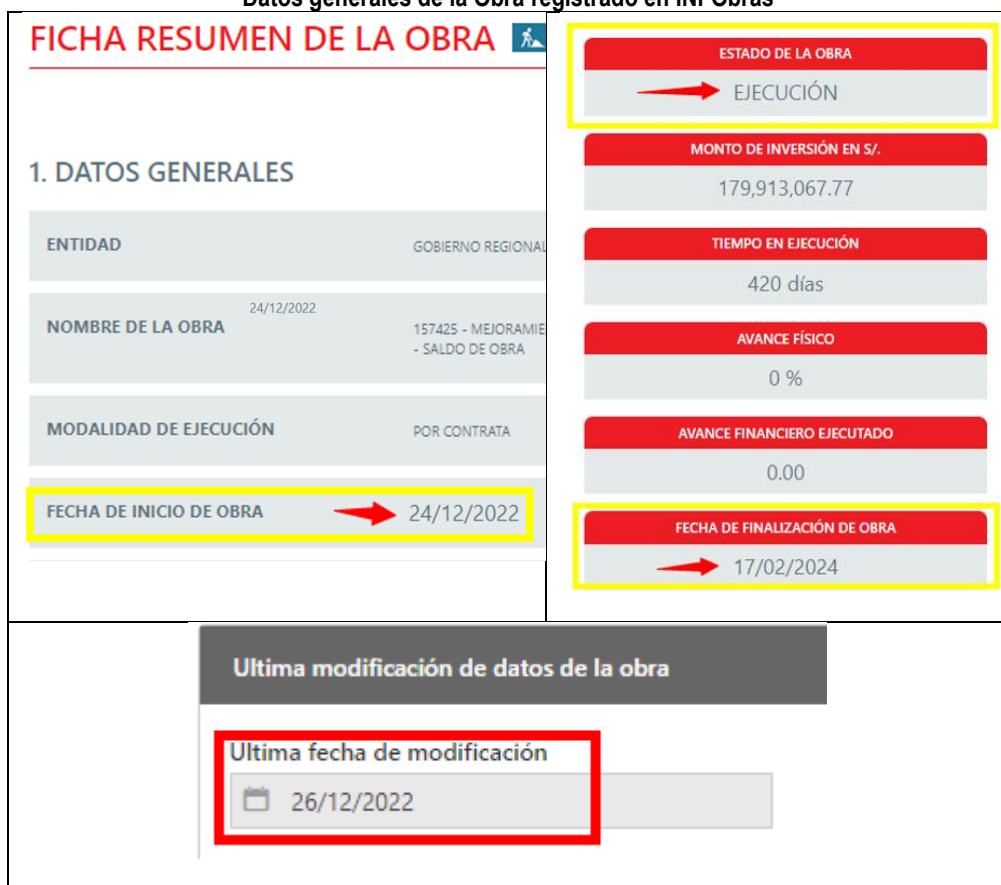 Datos generales de la Obra registrado en INFObras
FICHA RESUMEN DE LA OBRA
1. DATOS GENERALES
ENTIDAD
GOBIERNO REGIONAL
24/12/2022
NOMBRE DE LA OBRA
157425 - MEJORAMIE
- SALDO DE OBRA
MODALIDAD DE EJECUCIÓN
POR CONTRATA
FECHA DE INICIO DE OBRA
24/12/2022
ESTADO DE LA OBRA
EJECUCIÓN
MONTO DE INVERSIÓN EN S/.
179,913,067.77
TIEMPO EN EJECUCIÓN
420 días
AVANCE FÍSICO
0 %
AVANCE FINANCIERO EJECUTADO
0.00
FECHA DE FINALIZACIÓN DE OBRA
17/02/2024
Ultima modificación de datos de la obra
Ultima fecha de modificación
26/12/2022